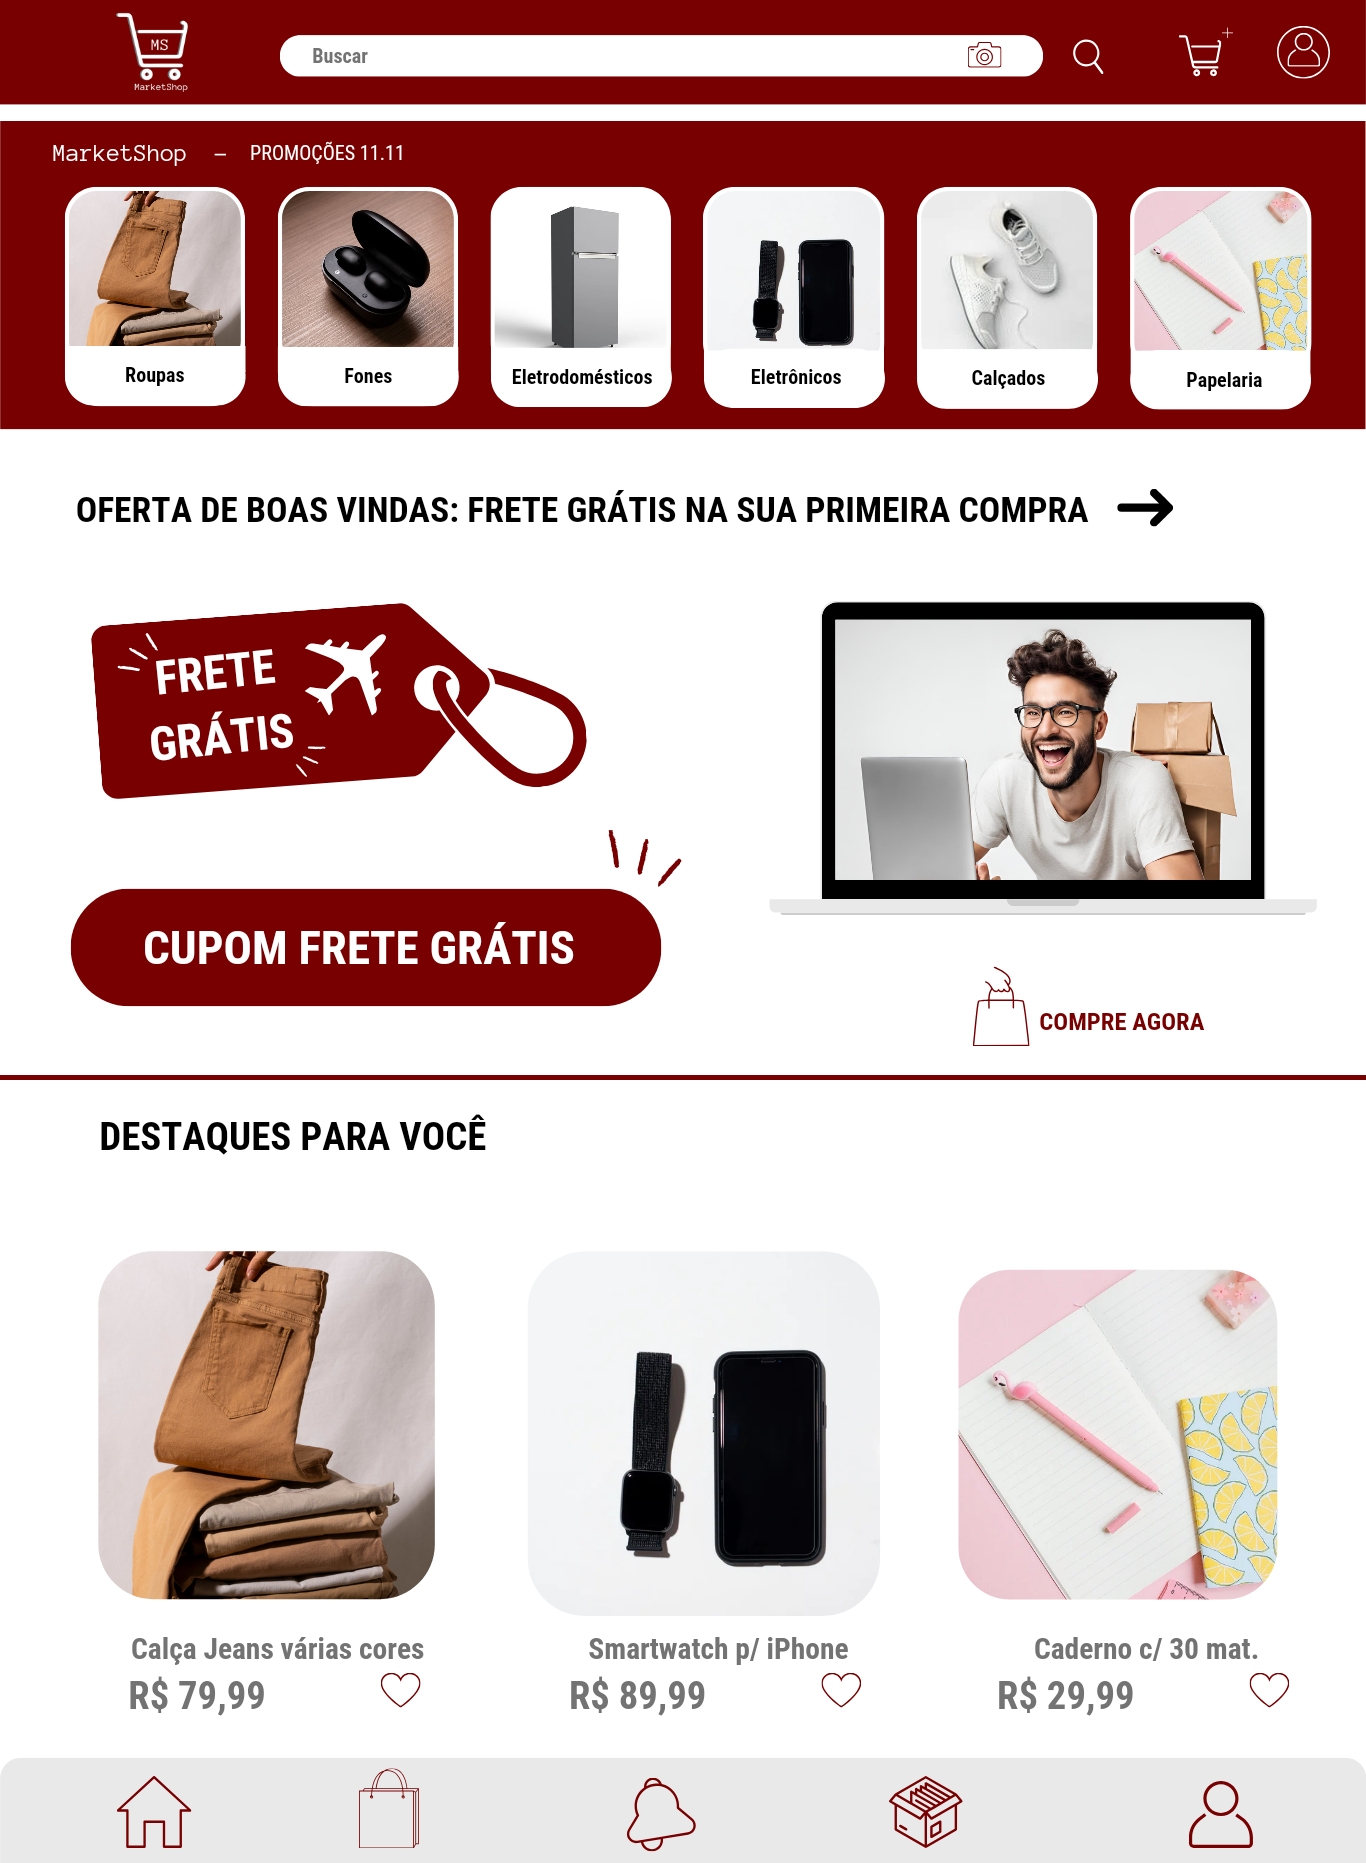 MS
MarketShop
Buscar
MarketShop – PROMOÇÕES 11.11
Roupas
Fones
Eletrodomésticos
Eletrônicos
Calçados
Papelaria
OFERTA DE BOAS VINDAS: FRETE GRÁTIS NA SUA PRIMEIRA COMPRA
FRETE
GRÁTIS
CUPOM FRETE GRÁTIS
COMPRE AGORA
DESTAQUES PARA VOCÊ
Calça Jeans várias cores
R$ 79,99
Smartwatch p/ iPhone
R$ 89,99
Caderno c/ 30 mat.
R$ 29,99